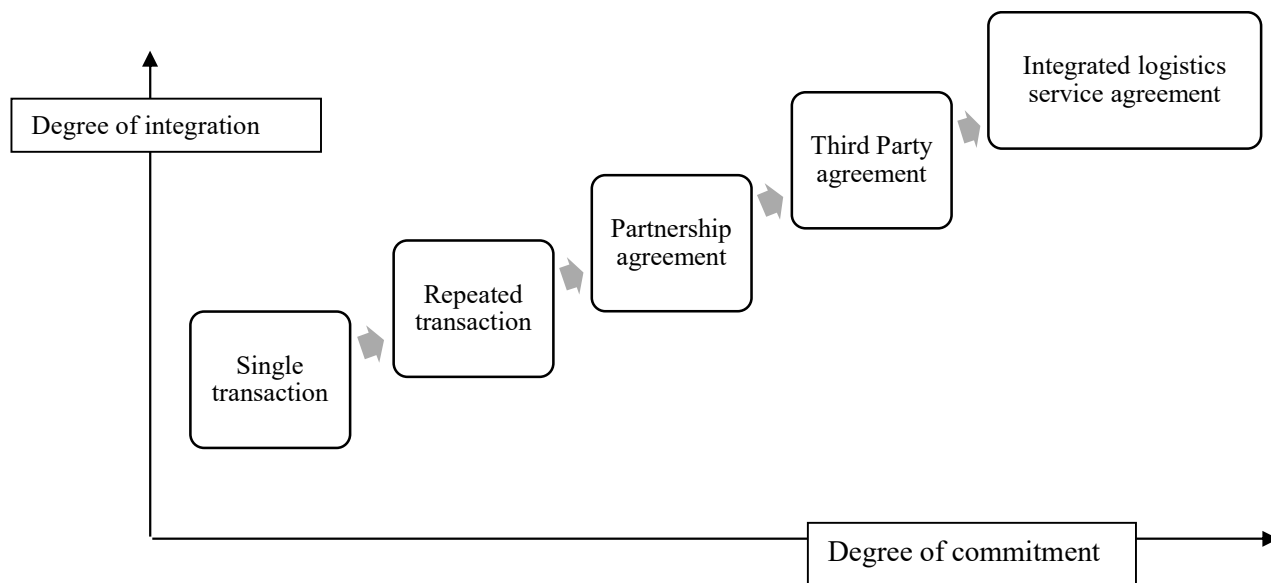 Integrated logistics
service agreement
Degree of integration
Third Party
agreement
Partnership
agreement
Repeated
transaction
Single
transaction
Degree of commitment